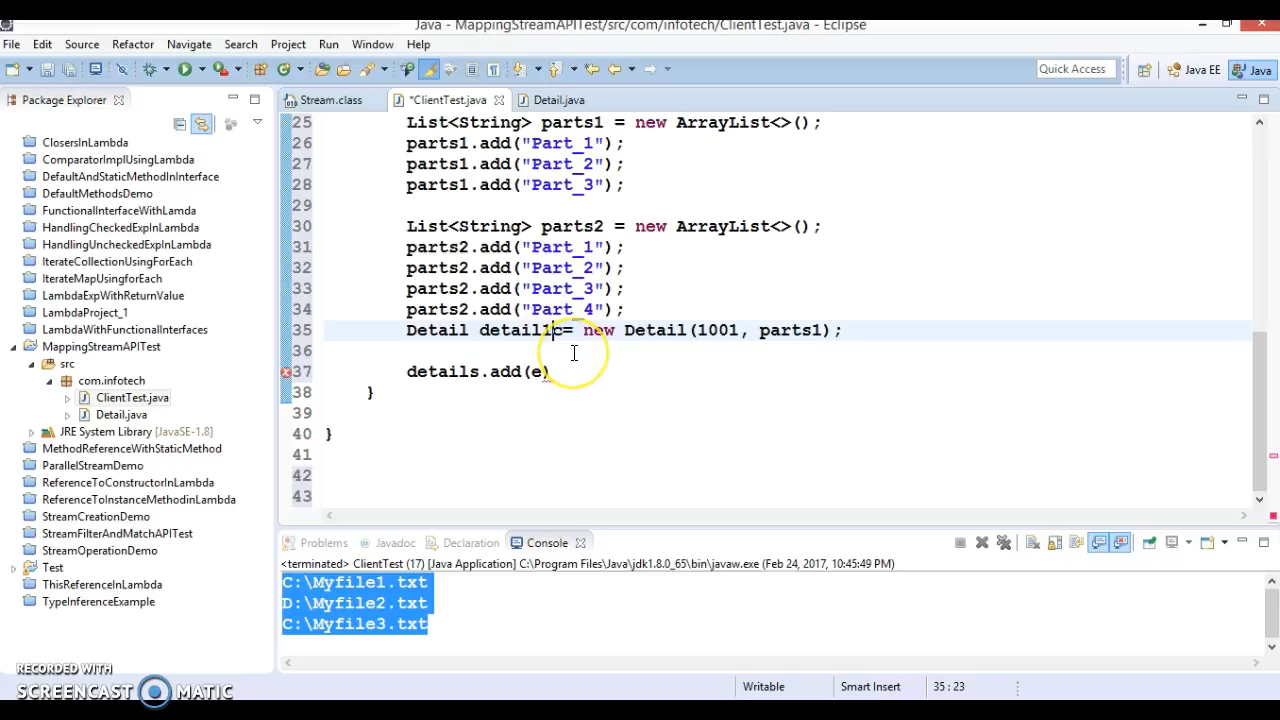 Java - MappingStreamAPITest/src/com/infotech/ClientTest.java - Eclipse
File Edit Source Refactor Navigate Search Project Run Window Help
Quick Access Java EE Java
Package Explorer Stream.class *ClientTest.java Detail.java
ClosersInLambda
ComparatorImplUsingLambda
DefaultAndStaticMethodInInterface
DefaultMethodsDemo
FunctionalInterfaceWithLamda
HandlingCheckedExpInLambda
HandlingUncheckedExpInLambda
IterateCollectionUsingForEach
IterateMapUsingforEach
LambdaExpWithReturnValue
LambdaProject_1
LambdaWithFunctionalInterfaces
MappingStreamAPITest
src
com.infotech
ClientTest.java
Detail.java
JRE System Library [JavaSE-1.8]
MethodReferenceWithStaticMethod
ParallelStreamDemo
ReferenceToConstructorInLambda
ReferenceToInstanceMethodinLambda
StreamCreationDemo
StreamFilterAndMatchAPITest
StreamOperationDemo
Test
ThisReferenceInLambda
TypeInferenceExample
25 List<String> parts1 = new ArrayList<>();
26 parts1.add("Part_1");
27 parts1.add("Part_2");
28 parts1.add("Part_3");
29
30 List<String> parts2 = new ArrayList<>();
31 parts2.add("Part_1");
32 parts2.add("Part_2");
33 parts2.add("Part_3");
34 parts2.add("Part_4");
35 Detail detail1c= new Detail(1001, parts1);
36
37 details.add(e)
38 }
39
40 }
41
42
43
Problems Javadoc Declaration Console
<terminated> ClientTest (17) [Java Application] C:\Program Files\Java\jdk1.8.0_65\bin\javaw.exe (Feb 24, 2017, 10:45:49 PM)
C:\Myfile1.txt
D:\Myfile2.txt
C:\Myfile3.txt
Writable Smart Insert 35 : 23
RECORDED WITH
SCREENCAST MATIC